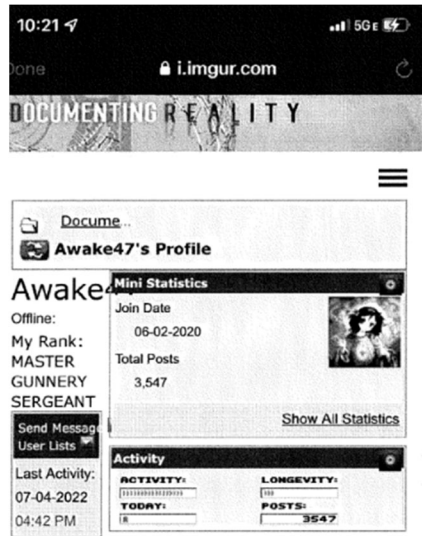 10:21
5G E
Done
i.imgur.com
DOCUMENTING REALITY
Docume...
Awake47's Profile
Awake47
Offline:
My Rank:
MASTER
GUNNERY
SERGEANT
Send Message
User Lists
Last Activity:
07-04-2022
04:42 PM
Mini Statistics
Join Date
06-02-2020
Total Posts
3,547
Show All Statistics
Activity
ACTIVITY:
LONGEVITY:
TODAY:
POSTS:
3547